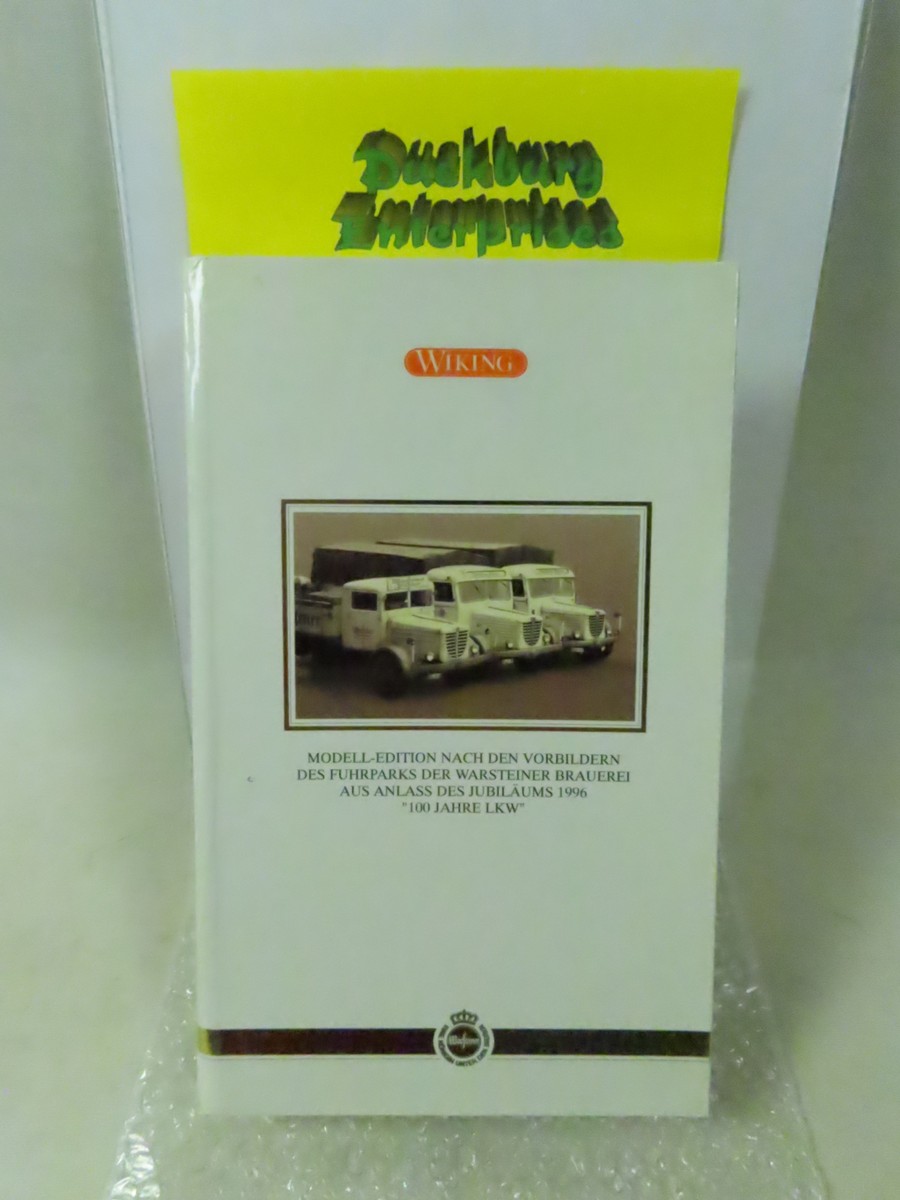 Duckburg
Enterprises
WIKING
MODELL-EDITION NACH DEN VORBILDERN
DES FUHRPARKS DER WARSTEINER BRAUEREI
AUS ANLASS DES JUBILÄUMS 1996
"100 JAHRE LKW"
Warsteiner